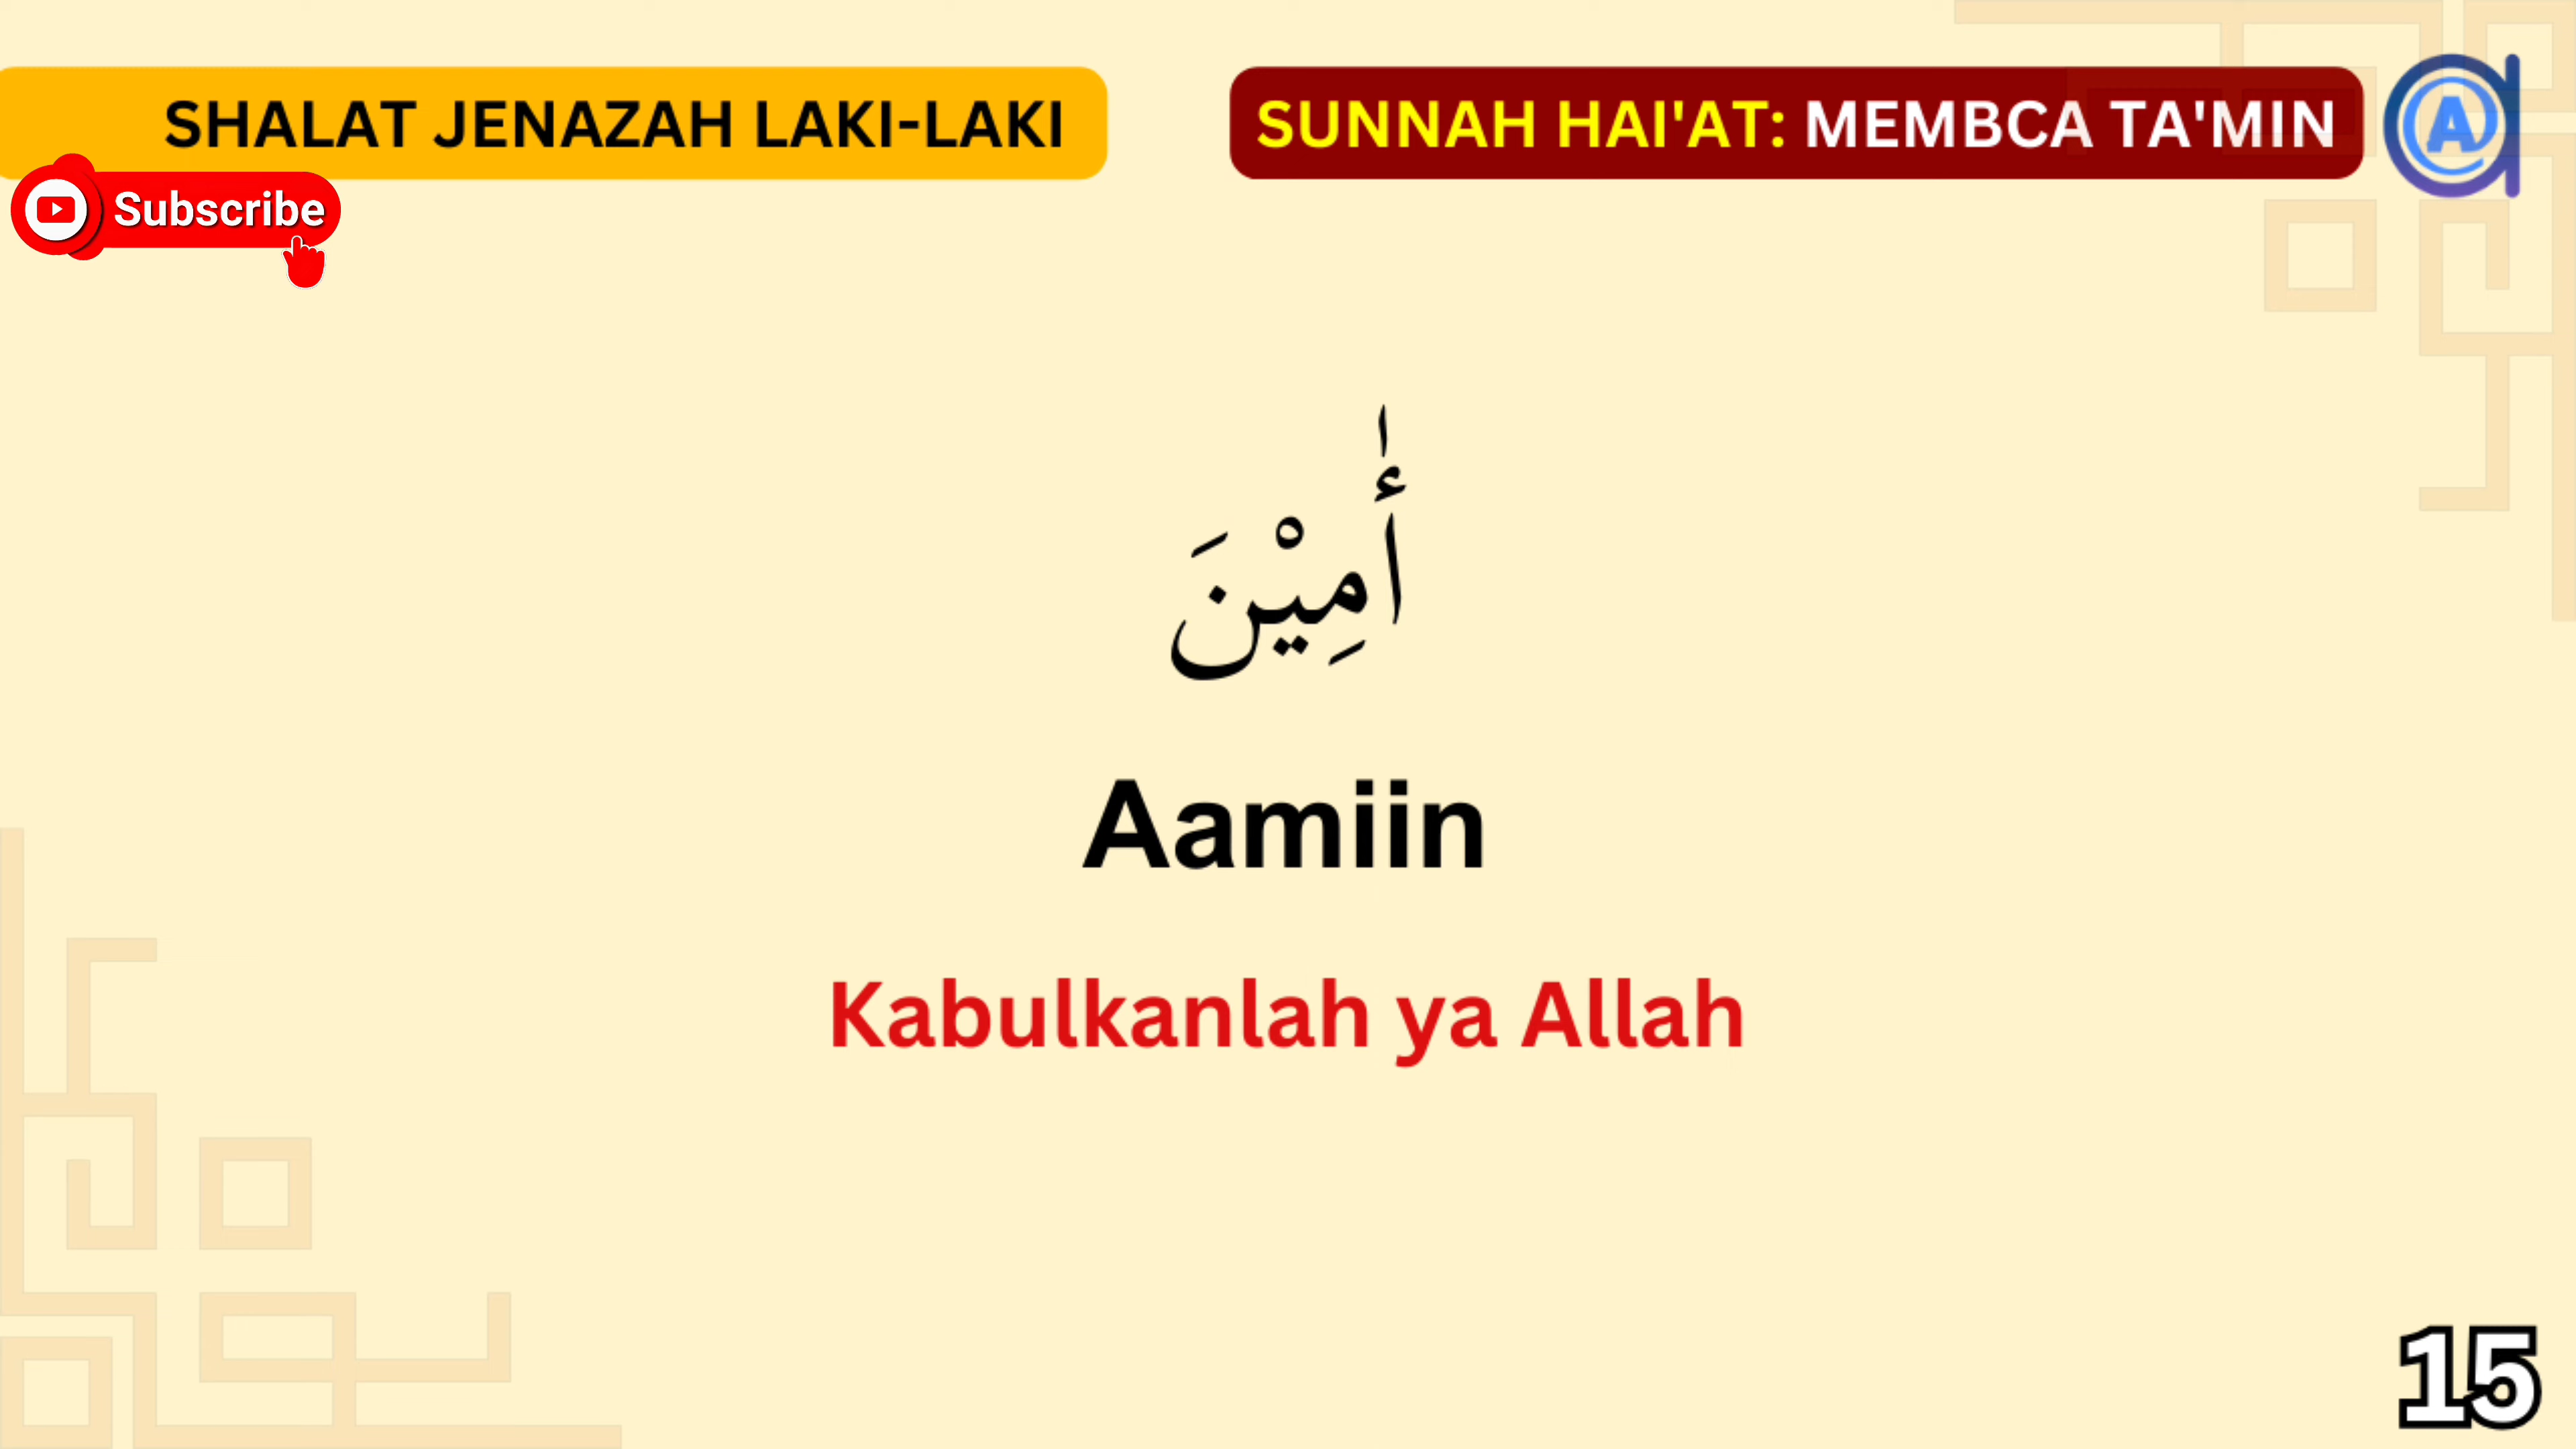 SHALAT JENAZAH LAKI-LAKI
SUNNAH HAI'AT: MEMBCA TA'MIN
Subscribe
أٰمِيْنَ
Aamiin
Kabulkanlah ya Allah
15